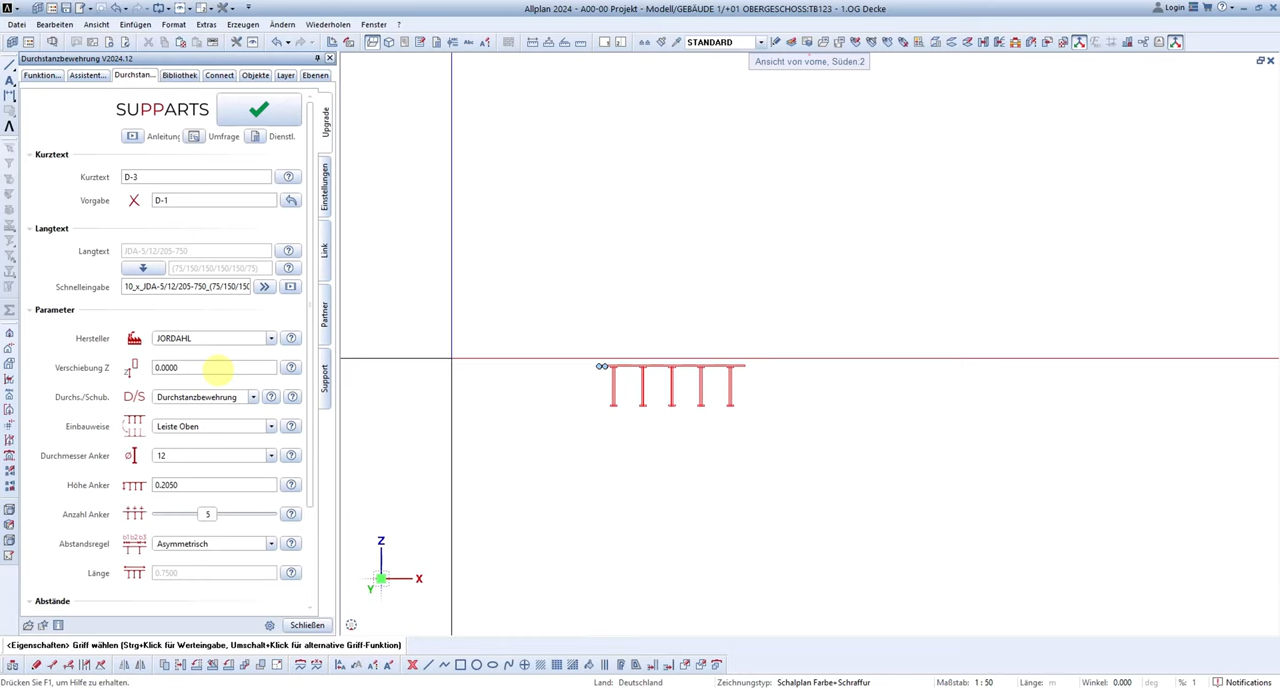 Allplan 2024 - A00-00 Projekt - Modell/GEBÄUDE 1/+01 OBERGESCHOSS:TB123 - 1.OG Decke
Login
Datei Bearbeiten Ansicht Einfügen Format Extras Erzeugen Ändern Wiederholen Fenster ?
STANDARD
Durchstanzbewehrung V2024.12
Ansicht von vorne, Süden:2
Funktion... Assistent... Durchstan... Bibliothek Connect Objekte Layer Ebenen
SUPPARTS
Upgrade
Anleitung Umfrage Dienstl.
Kurztext
Kurztext D-3
Vorgabe D-1
Einstellungen
Langtext
Langtext JDA-5/12/205-750
(75/150/150/150/150/75)
Schnelleingabe 10_x_JDA-5/12/205-750_(75/150/150
Link
Parameter
Partner
Hersteller JORDAHL
Verschiebung Z 0.0000
Support
Durchs./Schub. D/S Durchstanzbewehrung
Einbauweise Leiste Oben
Durchmesser Anker 12
Höhe Anker 0.2050
Anzahl Anker 5
Abstandsregel b1b2b3 Asymmetrisch
Länge 0.7500
Abstände
Z
X
Y
Schließen
<Eigenschaften> Griff wählen (Strg+Klick für Werteingabe, Umschalt+Klick für alternative Griff-Funktion)
Drücken Sie F1, um Hilfe zu erhalten. Land: Deutschland Zeichnungstyp: Schalplan Farbe+Schraffur Maßstab: 1 : 50 Länge: m Winkel: 0.000 deg %: 1 Notifications